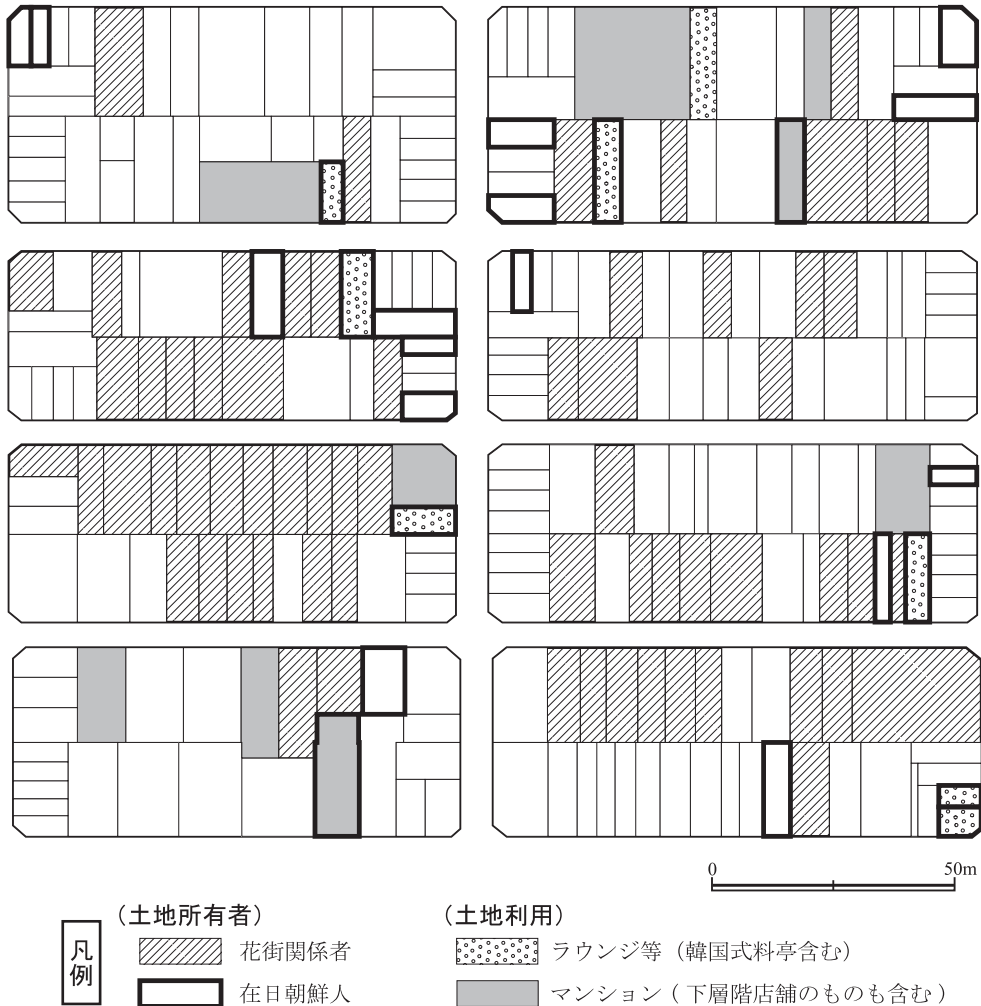 0 50m
凡例
（土地所有者）
花街関係者
在日朝鮮人
（土地利用）
ラウンジ等（韓国式料亭含む）
マンション（下層階店舗のものも含む）